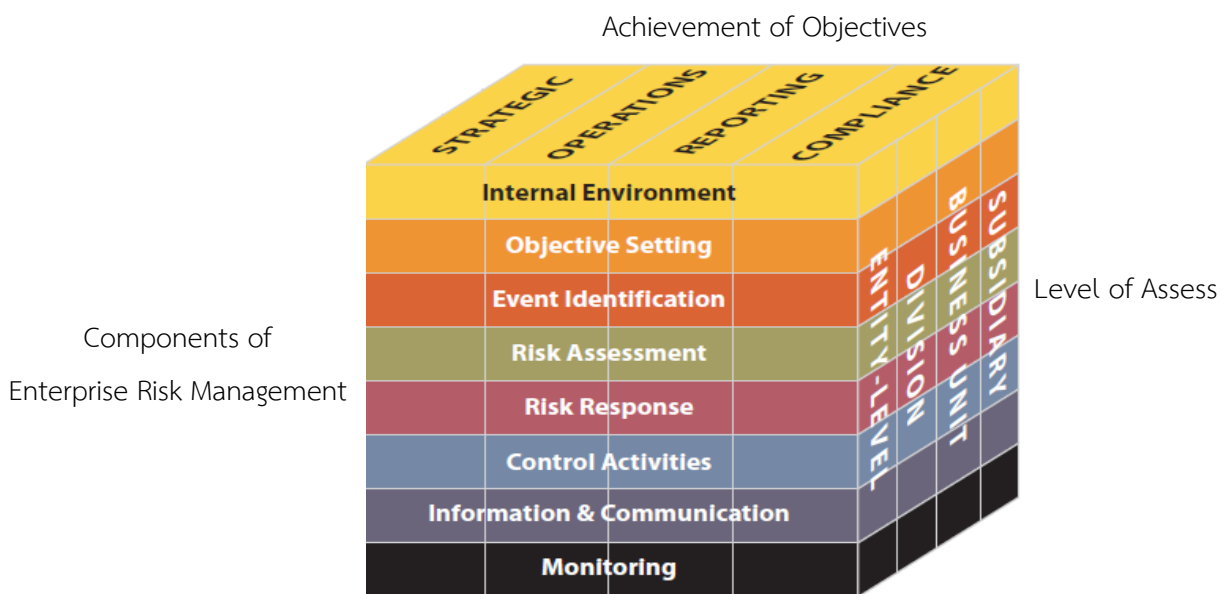 Achievement of Objectives
STRATEGIC
OPERATIONS
REPORTING
COMPLIANCE
Internal Environment
Objective Setting
Event Identification
Risk Assessment
Risk Response
Control Activities
Information & Communication
Monitoring
ENTITY-LEVEL
DIVISION
BUSINESS UNIT
SUBSIDIARY
Level of Assess
Components of
Enterprise Risk Management